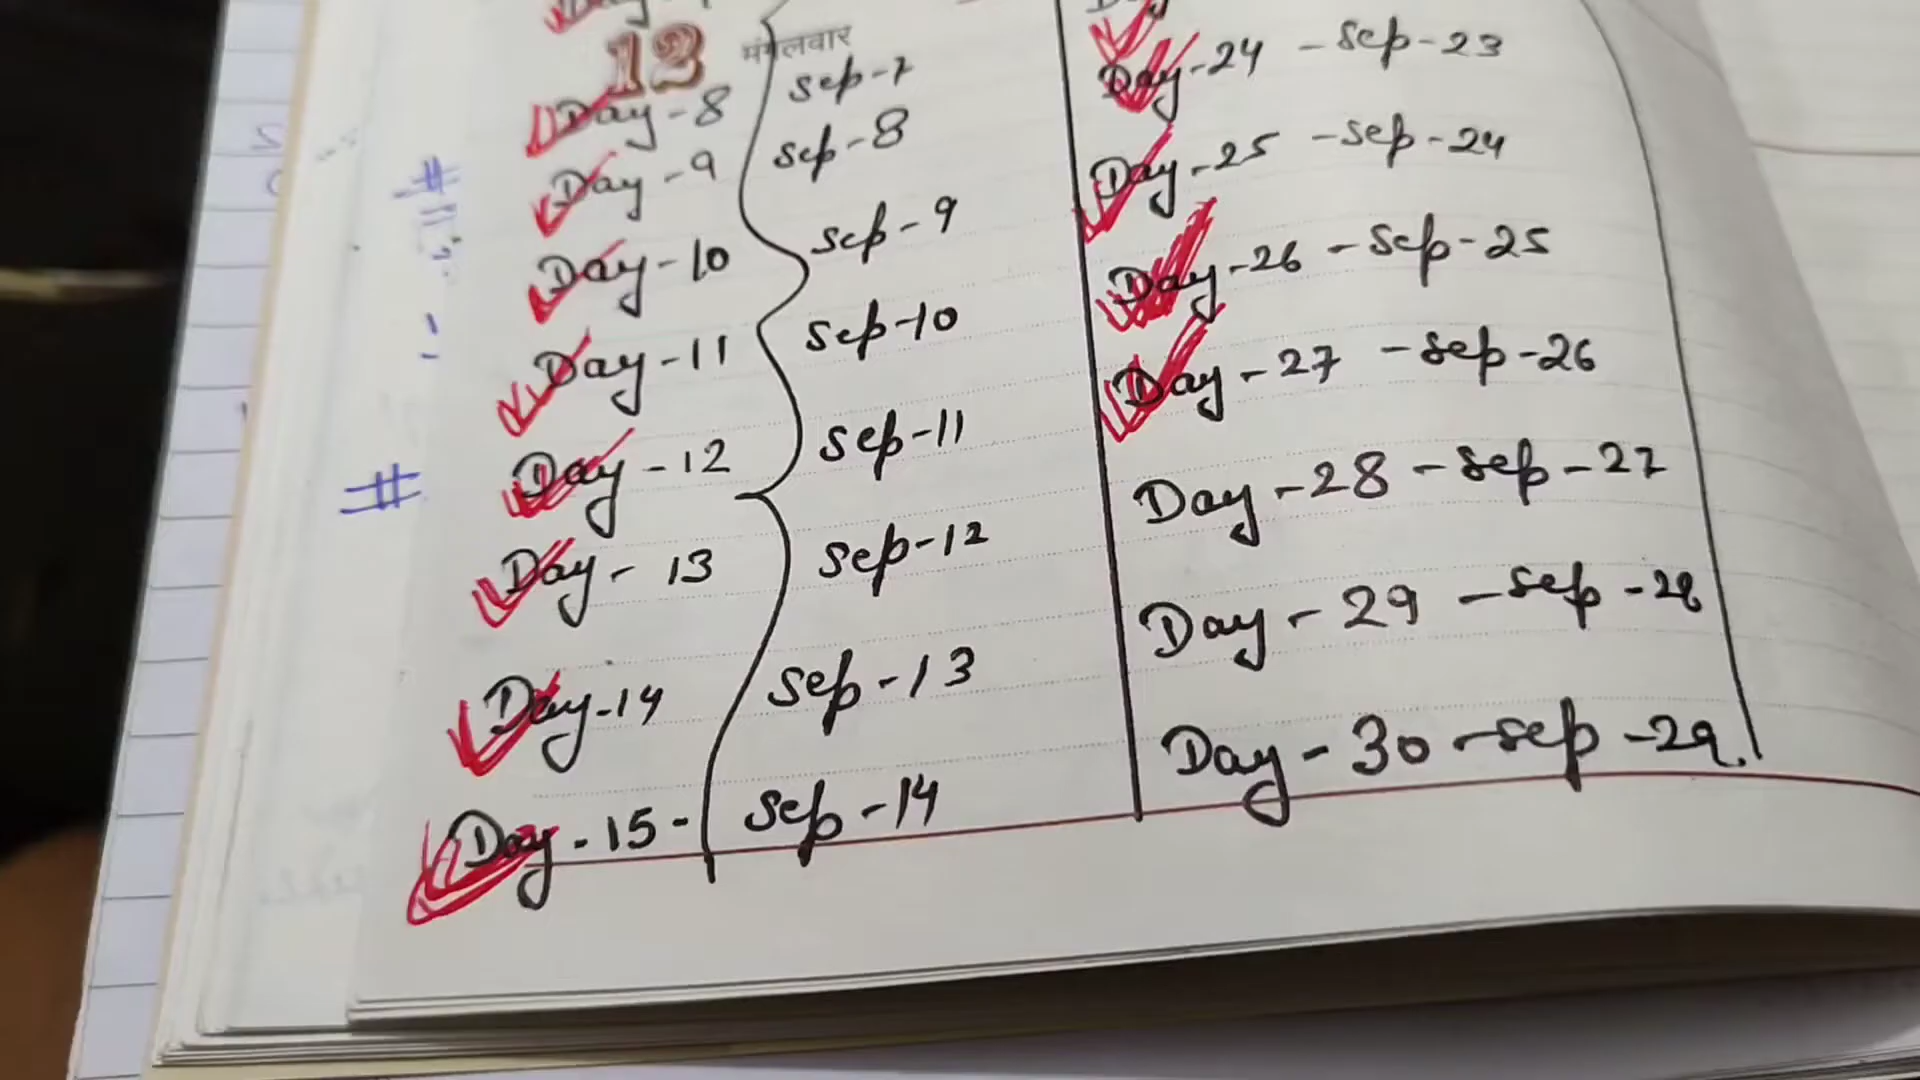 12 मंगलवार
Day-8 sep-7
Day-9 sep-8
Day-10 sep-9
Day-11 sep-10
Day-12 sep-11
# Day-13 sep-12
Day-14 sep-13
Day-15- sep-14
Day-24 -sep-23
Day-25 -sep-24
Day-26 -sep-25
Day-27 -sep-26
Day-28 -sep-27
Day-29 -sep-28
Day-30 -sep-29.